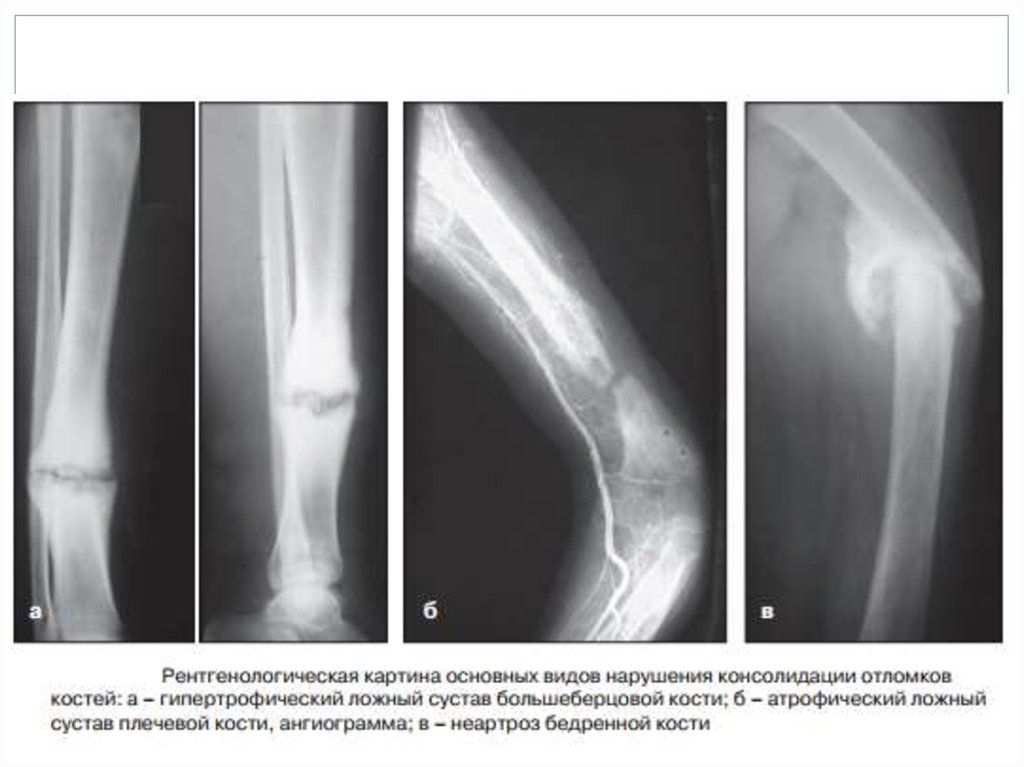 а
б
в
Рентгенологическая картина основных видов нарушения консолидации отломков
костей: а – гипертрофический ложный сустав большеберцовой кости; б – атрофический ложный
сустав плечевой кости, ангиограмма; в – неартроз бедренной кости